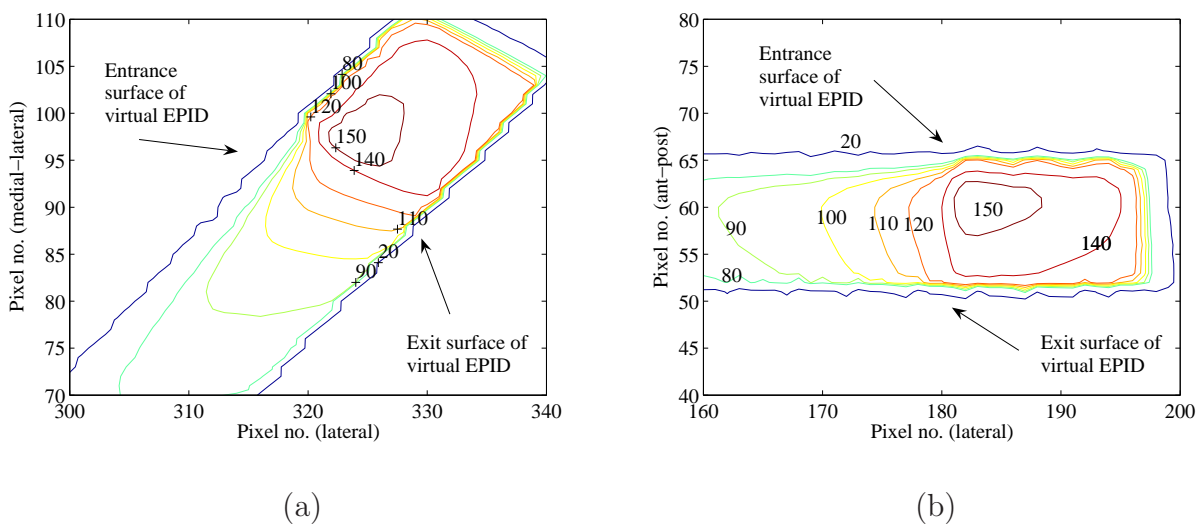 110
105
100
95
90
85
80
75
70
300
310
320
330
340
Pixel no. (medial−lateral)
Pixel no. (lateral)
Entrance
surface of
virtual EPID
80
100
120
150
140
110
20
90
Exit surface of
virtual EPID
(a)
80
75
70
65
60
55
50
45
40
160
170
180
190
200
Pixel no. (ant−post)
Pixel no. (lateral)
Entrance
surface of
virtual EPID
20
90
100
110
120
150
140
80
Exit surface of
virtual EPID
(b)